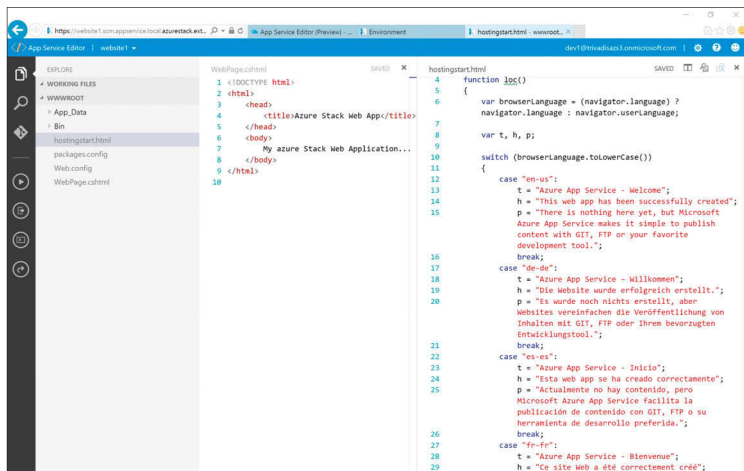 https://website1.scm.appservice.local.azurestack.ext..
App Service Editor (Preview) - ...
Environment
hostingstart.html - wwwroot...
</> App Service Editor | website1
dev1@trivadisazs3.onmicrosoft.com
EXPLORE
WORKING FILES
WWWROOT
App_Data
Bin
hostingstart.html
packages.config
Web.config
WebPage.cshtml
WebPage.cshtml SAVED
1 <!DOCTYPE html>
2 <html>
3 <head>
4 <title>Azure Stack Web App</title>
5 </head>
6 <body>
7 My azure Stack Web Application...
8 </body>
9 </html>
10
hostingstart.html SAVED
4 function loc()
5 {
6 var browserLanguage = (navigator.language) ?
navigator.language : navigator.userLanguage;
7
8 var t, h, p;
9
10 switch (browserLanguage.toLowerCase())
11 {
12 case "en-us":
13 t = "Azure App Service - Welcome";
14 h = "This web app has been successfully created";
15 p = "There is nothing here yet, but Microsoft
Azure App Service makes it simple to publish
content with GIT, FTP or your favorite
development tool.";
16 break;
17 case "de-de":
18 t = "Azure App Service - Willkommen";
19 h = "Die Website wurde erfolgreich erstellt.";
20 p = "Es wurde noch nichts erstellt, aber
Websites vereinfachen die Veröffentlichung von
Inhalten mit GIT, FTP oder Ihrem bevorzugten
Entwicklungstool.";
21 break;
22 case "es-es":
23 t = "Azure App Service - Inicio";
24 h = "Esta web app se ha creado correctamente";
25 p = "Actualmente no hay contenido, pero
Microsoft Azure App Service facilita la
publicación de contenido con GIT, FTP o su
herramienta de desarrollo preferida.";
26 break;
27 case "fr-fr":
28 t = "Azure App Service - Bienvenue";
29 h = "Ce site Web a été correctement créé";